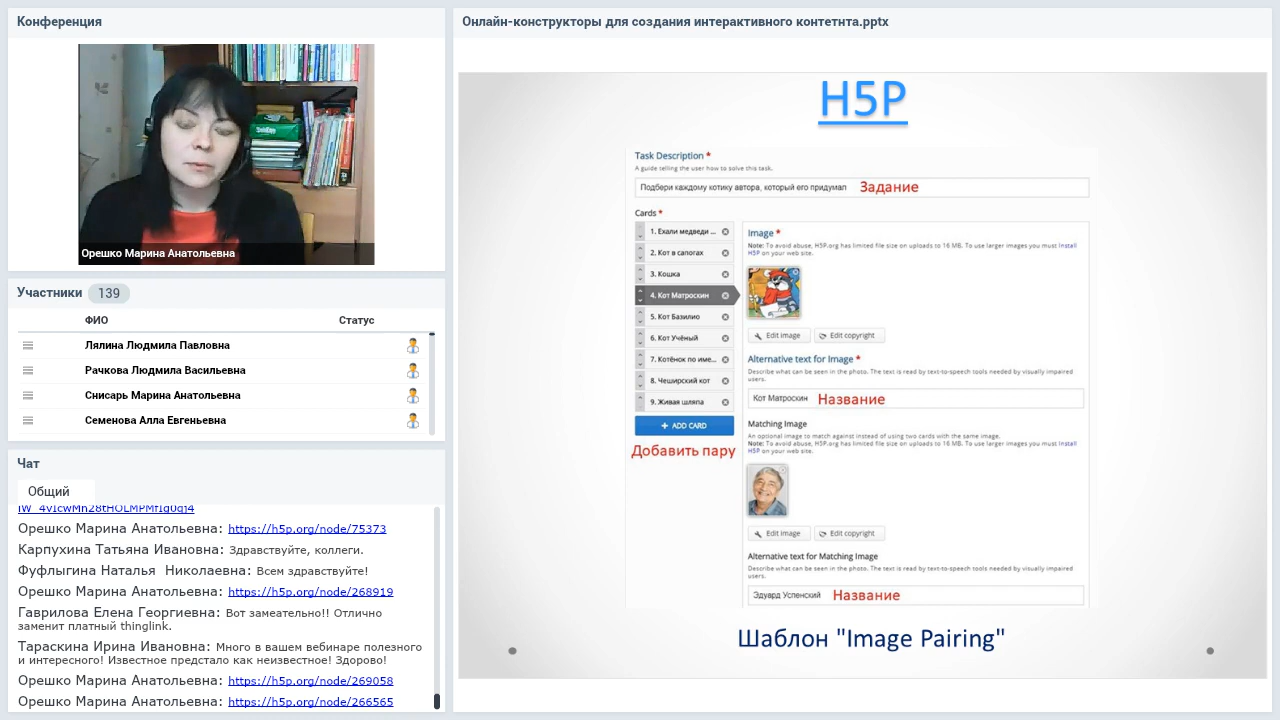 Конференция
Орешко Марина Анатольевна
Участники 139
ФИО Статус
Ляпина Людмила Павловна
Рачкова Людмила Васильевна
Снисарь Марина Анатольевна
Семенова Алла Евгеньевна
Чат
Общий
Орешко Марина Анатольевна: https://h5p.org/node/75373
Карпухина Татьяна Ивановна: Здравствуйте, коллеги.
Фуфлыгина Наталья Николаевна: Всем здравствуйте!
Орешко Марина Анатольевна: https://h5p.org/node/268919
Гаврилова Елена Георгиевна: Вот замеательно!! Отлично
заменит платный thinglink.
Тараскина Ирина Ивановна: Много в вашем вебинаре полезного
и интересного! Известное предстало как неизвестное! Здорово!
Орешко Марина Анатольевна: https://h5p.org/node/269058
Орешко Марина Анатольевна: https://h5p.org/node/266565
Онлайн-конструкторы для создания интерактивного контетнта.pptx
H5P
Task Description *
A guide telling the user how to solve this task.
Подбери каждому котику автора, который его придумал Задание
Cards *
1. Ехали медведи ...
2. Кот в сапогах
3. Кошка
4. Кот Матроскин
5. Кот Базилио
6. Кот Учёный
7. Котёнок по име...
8. Чеширский кот
9. Живая шляпа
+ ADD CARD
Добавить пару
Image *
Note: To avoid abuse, H5P.org has limited file size on uploads to 16 MB. To use larger images you must Install
H5P on your web site.
Edit image Edit copyright
Alternative text for Image *
Describe what can be seen in the photo. The text is read by text-to-speech tools needed by visually impaired
users.
Кот Матроскин Название
Matching Image
An optional image to match against instead of using two cards with the same image.
Note: To avoid abuse, H5P.org has limited file size on uploads to 16 MB. To use larger images you must Install
H5P on your web site.
Edit image Edit copyright
Alternative text for Matching Image
Describe what can be seen in the photo. The text is read by text-to-speech tools needed by visually impaired
users.
Эдуард Успенский Название
Шаблон "Image Pairing"